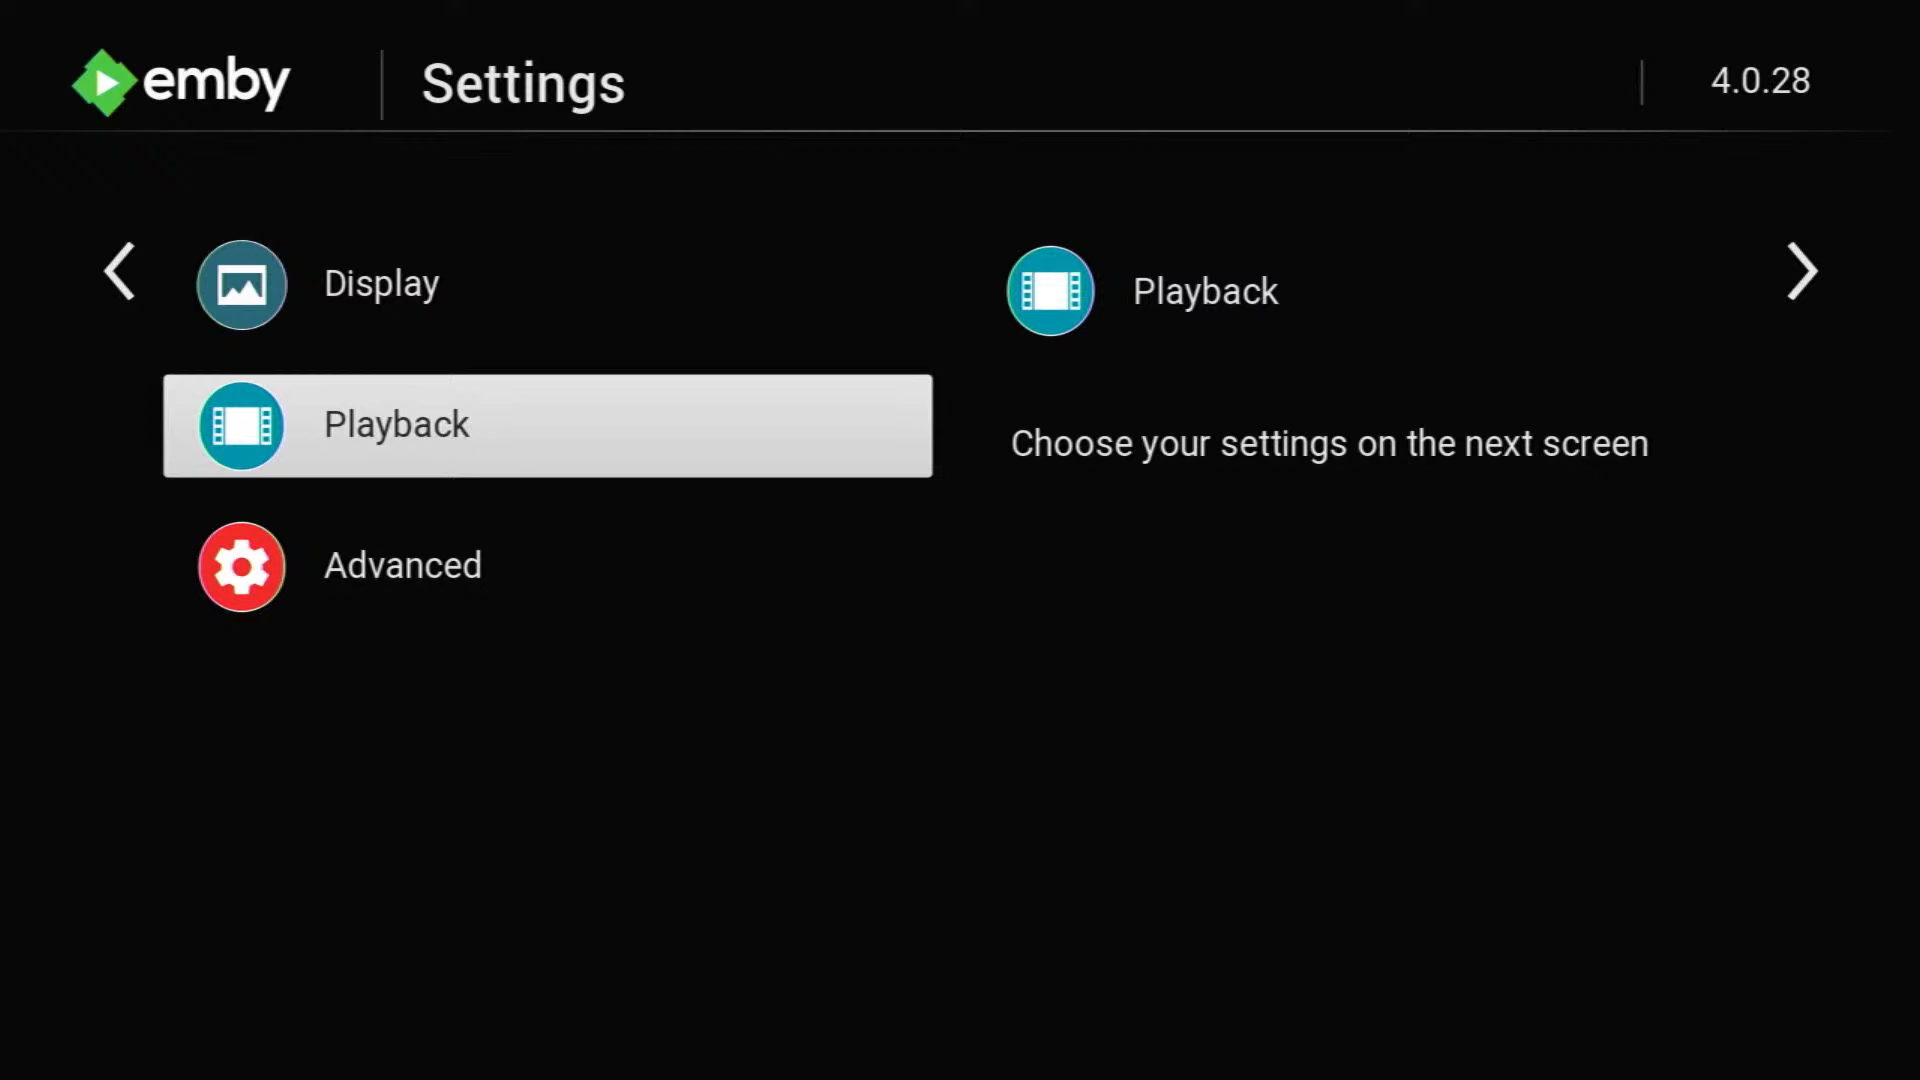 emby
Settings
4.0.28
Display
Playback
Advanced
Playback
Choose your settings on the next screen